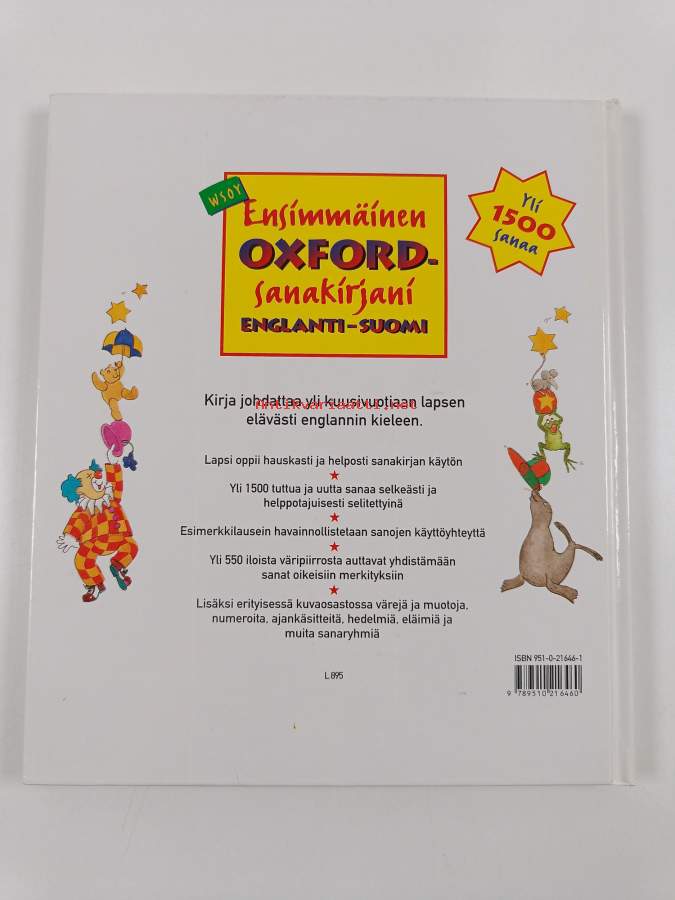 WSOY
Ensimmäinen
OXFORD-
sanakirjani
ENGLANTI-SUOMI
Yli
1500
sanaa
Kirja johdattaa yli kuusivuotiaan lapsen
Antikvariaatti.net
elävästi englannin kieleen.
Lapsi oppii hauskasti ja helposti sanakirjan käytön
Yli 1500 tuttua ja uutta sanaa selkeästi ja
helppotajuisesti selitettyinä
Esimerkkilausein havainnollistetaan sanojen käyttöyhteyttä
Yli 550 iloista väripiirrosta auttavat yhdistämään
sanat oikeisiin merkityksiin
Lisäksi erityisessä kuvaosastossa värejä ja muotoja,
numeroita, ajankäsitteitä, hedelmiä, eläimiä ja
muita sanaryhmiä
L 895
ISBN 951-0-21646-1
9 789510 216460